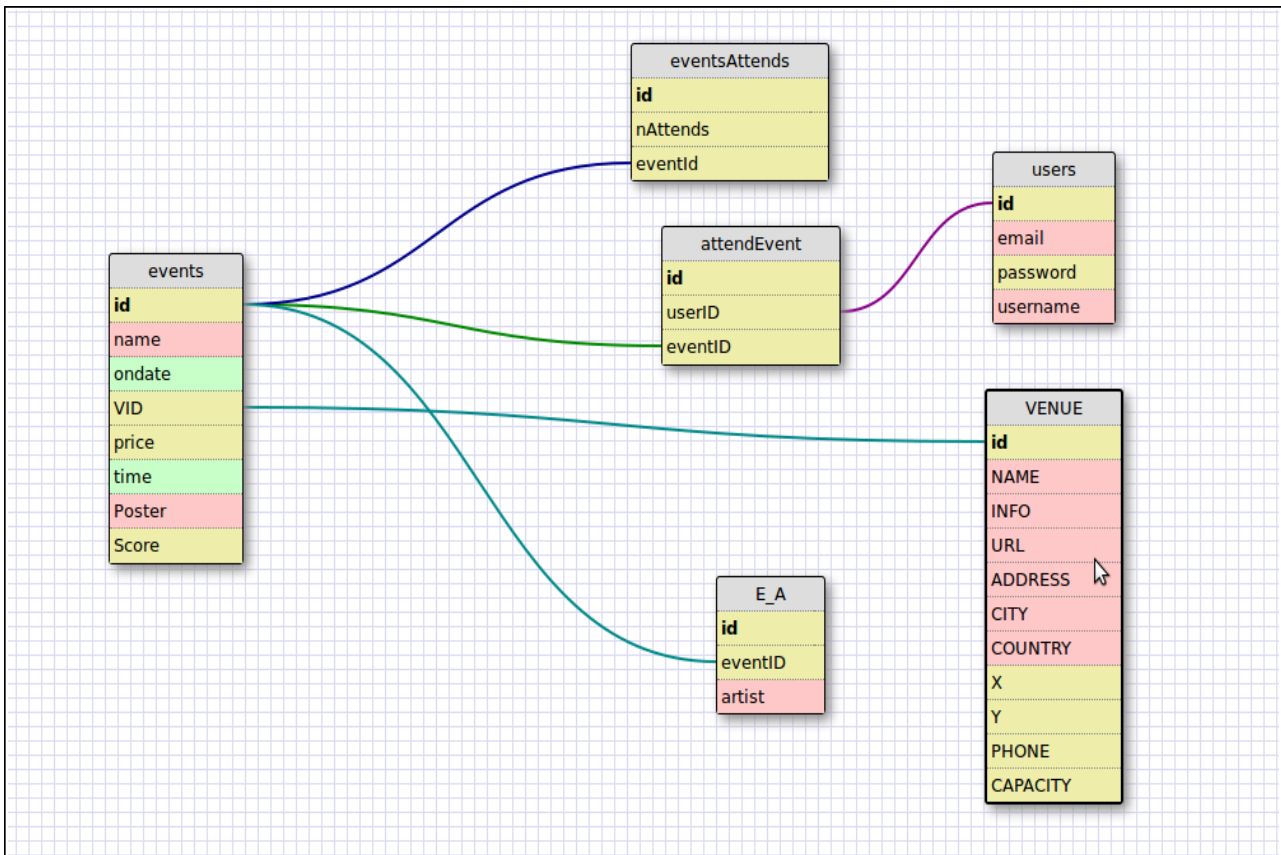 eventsAttends
id
nAttends
eventId
users
id
email
password
username
attendEvent
id
userID
eventID
events
id
name
ondate
VID
price
time
Poster
Score
VENUE
id
NAME
INFO
URL
ADDRESS
CITY
COUNTRY
X
Y
PHONE
CAPACITY
E_A
id
eventID
artist